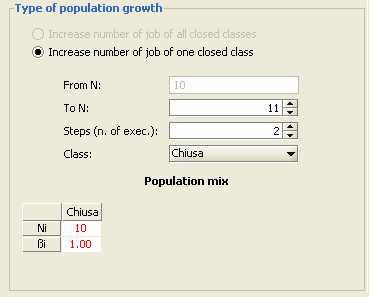 Type of population growth
Increase number of job of all closed classes
Increase number of job of one closed class
From N: 10
To N: 11
Steps (n. of exec.): 2
Class: Chiusa
Population mix
Chiusa
Ni 10
βi 1.00